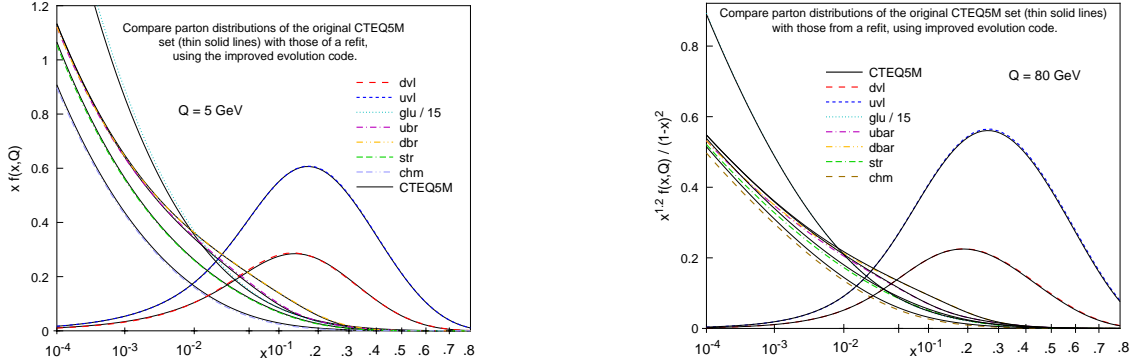 Compare parton distributions of the original CTEQ5M
set (thin solid lines) with those of a refit,
using the improved evolution code.
Q = 5 GeV
dvl
uvl
glu / 15
ubr
dbr
str
chm
CTEQ5M
x f(x,Q)
1.2
1
0.8
0.6
0.4
0.2
0
10-4 10-3 10-2 x 10-1 .2 .3 .4 .5 .6 .7 .8
Compare parton distributions of the original CTEQ5M set (thin solid lines)
with those from a refit, using improved evolution code.
Q = 80 GeV
CTEQ5M
dvl
uvl
glu / 15
ubar
dbar
str
chm
x1.2 f(x,Q) / (1-x)2
0.8
0.6
0.4
0.2
0
10-4 10-3 10-2 x 10-1 .2 .3 .4 .5 .6 .7 .8